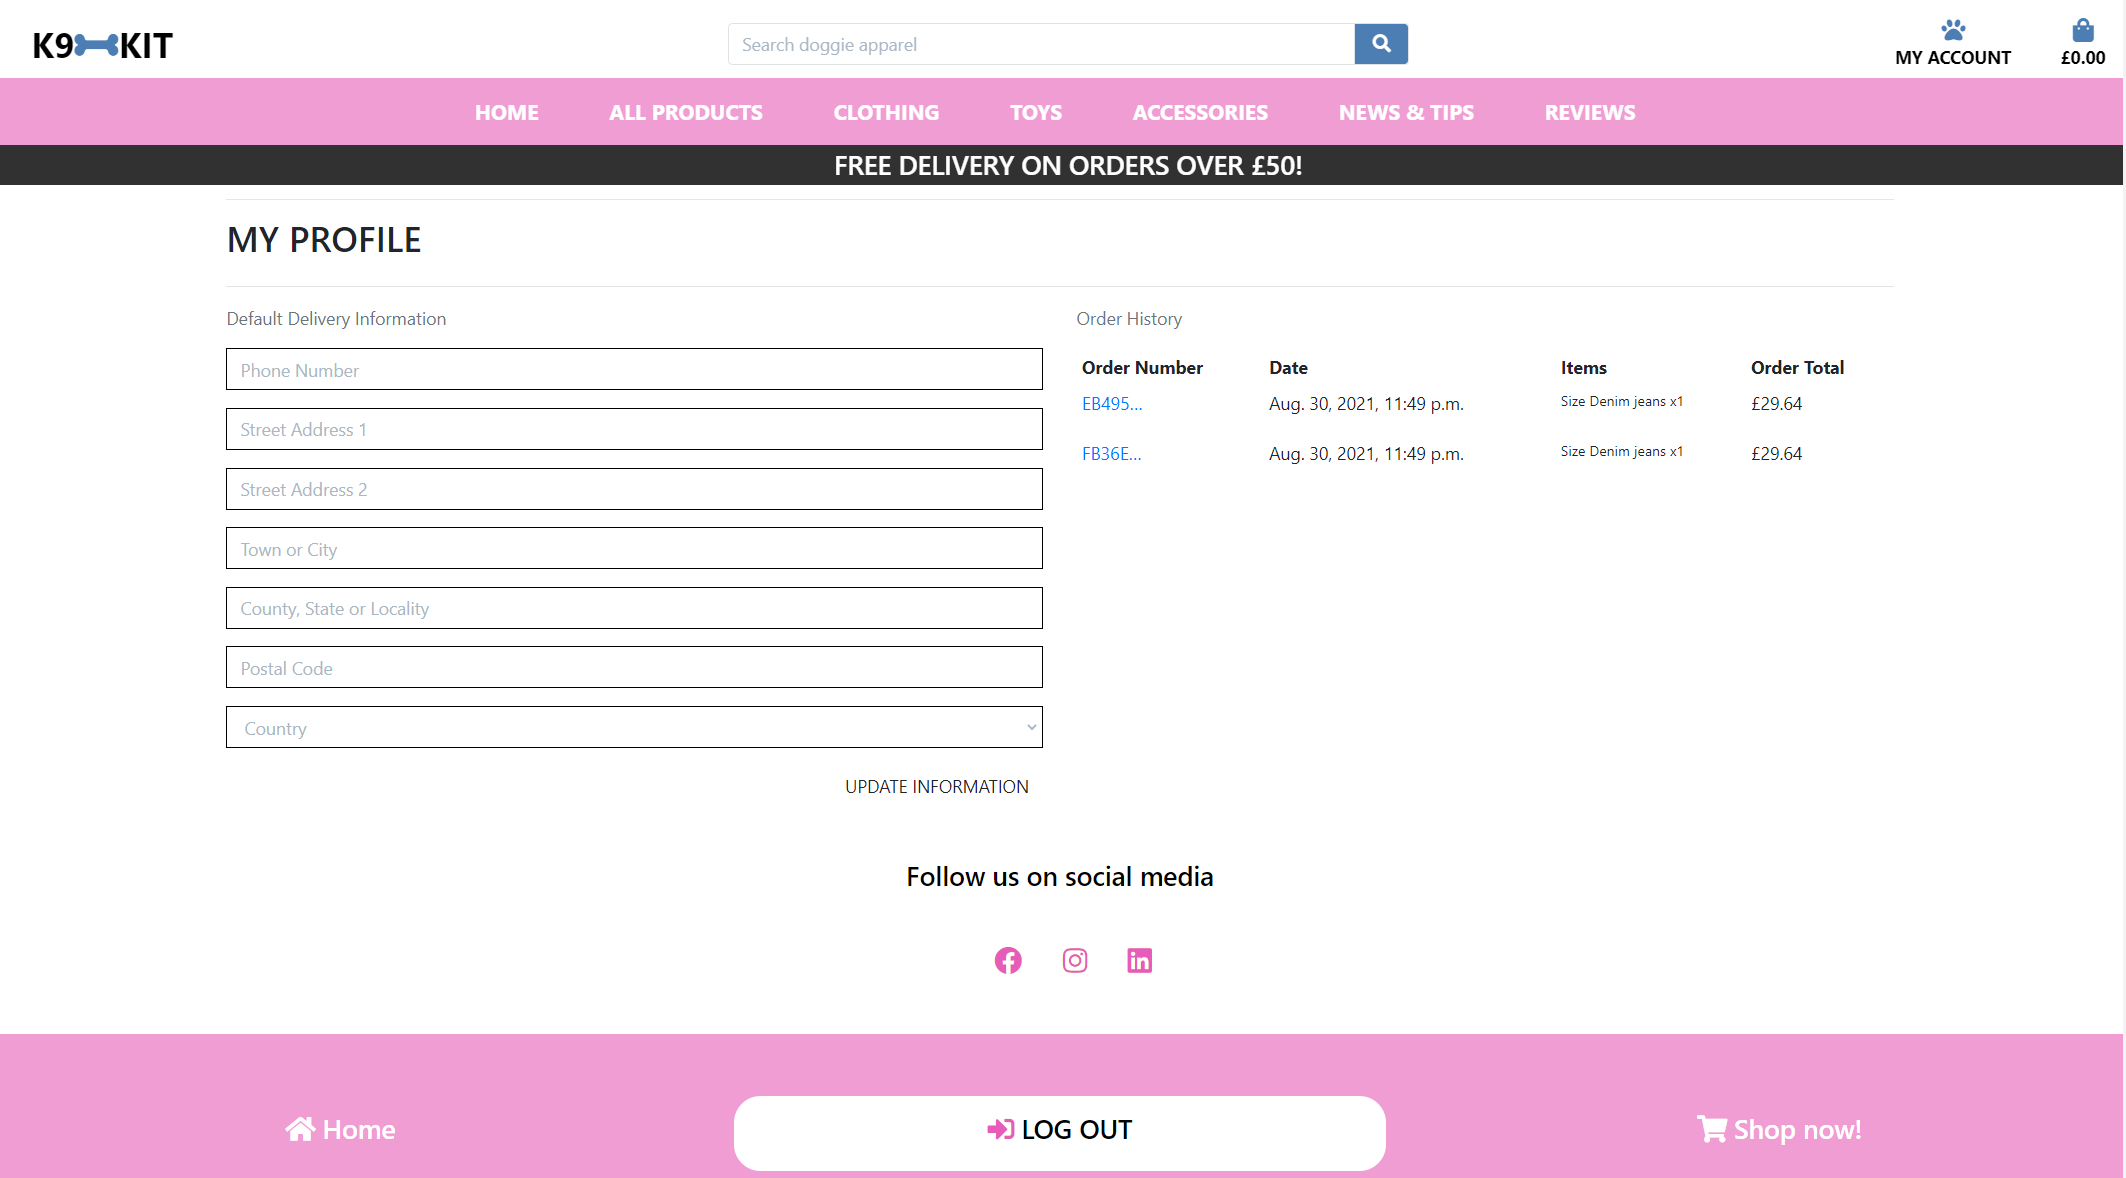 K9 KIT
Search doggie apparel
MY ACCOUNT
£0.00
HOME ALL PRODUCTS CLOTHING TOYS ACCESSORIES NEWS & TIPS REVIEWS
FREE DELIVERY ON ORDERS OVER £50!
MY PROFILE
Default Delivery Information
Phone Number
Street Address 1
Street Address 2
Town or City
County, State or Locality
Postal Code
Country
UPDATE INFORMATION
Order History
Order Number Date Items Order Total
EB495... Aug. 30, 2021, 11:49 p.m. Size Denim jeans x1 £29.64
FB36E... Aug. 30, 2021, 11:49 p.m. Size Denim jeans x1 £29.64
Follow us on social media
Home
LOG OUT
Shop now!